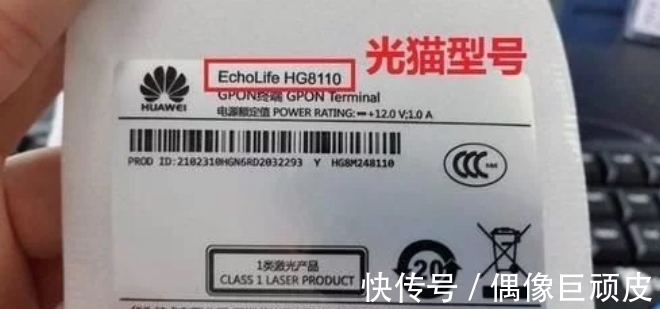 EchoLife HG8110
光猫型号
HUAWEI
GPON终端 GPON Terminal
电源额定值 POWER RATING: ⎓+12.0 V;1.0 A
PROD ID:2102310HGN6RD2032293 Y HG8M248110
CCC
1类激光产品
CLASS 1 LASER PRODUCT
20
快传号 / 偶像巨顽皮